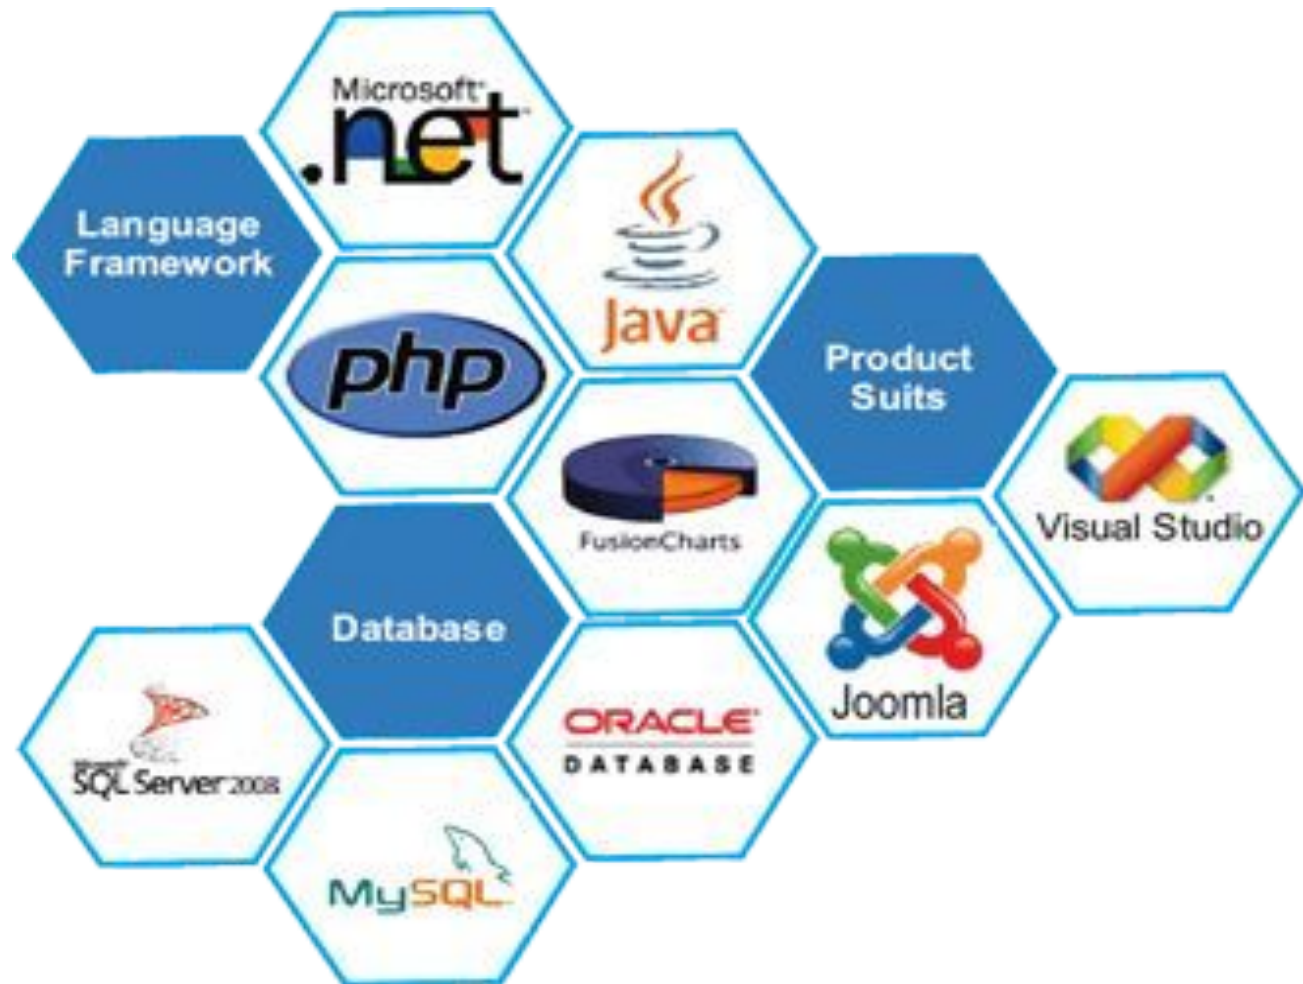 Microsoft
.net
Language
Framework
Java
php
Product
Suits
FusionCharts
Visual Studio
Database
Joomla
ORACLE
DATABASE
Microsoft
SQL Server 2008
MySQL